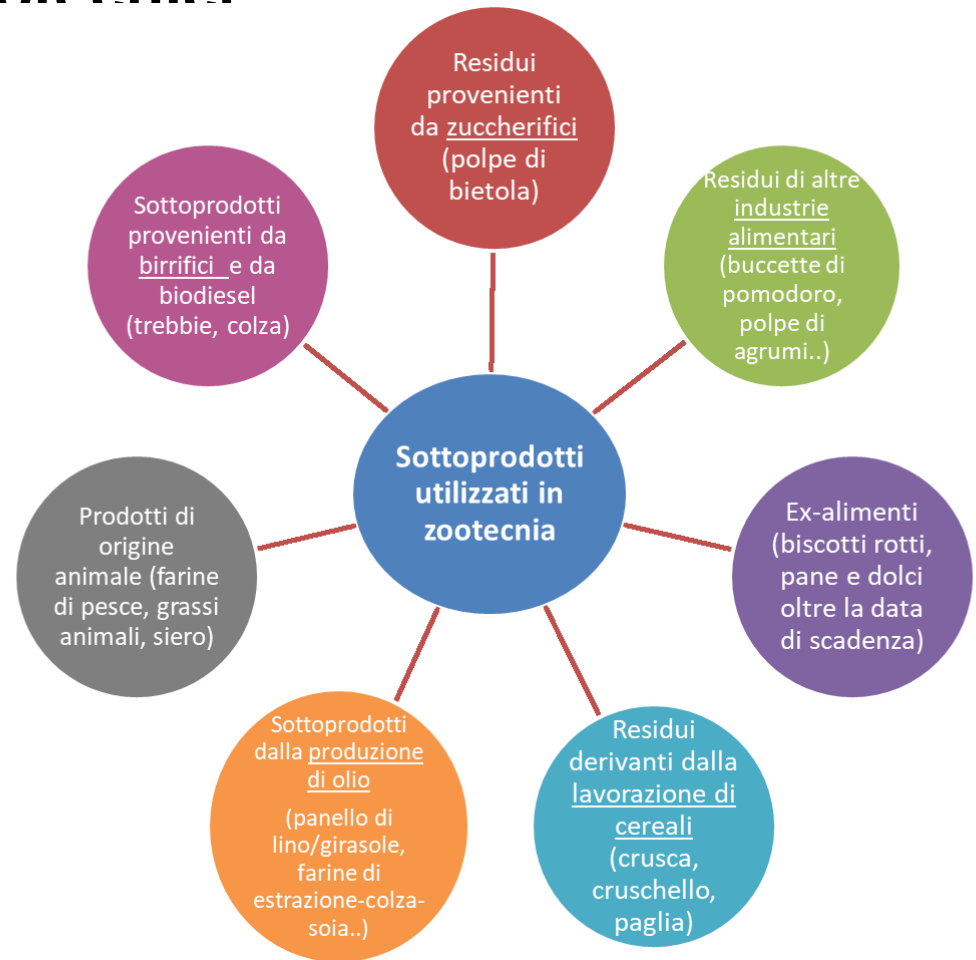 Residui
provenienti
da zuccherifici
(polpe di
bietola)
Residui di altre
industrie
alimentari
(buccette di
pomodoro,
polpe di
agrumi..)
Ex-alimenti
(biscotti rotti,
pane e dolci
oltre la data
di scadenza)
Residui
derivanti dalla
lavorazione di
cereali
(crusca,
cruschello,
paglia)
Sottoprodotti
dalla produzione
di olio
(panello di
lino/girasole,
farine di
estrazione-colza-
soia..)
Prodotti di
origine
animale (farine
di pesce, grassi
animali, siero)
Sottoprodotti
provenienti da
birrifici e da
biodiesel
(trebbie, colza)
Sottoprodotti
utilizzati in
zootecnia